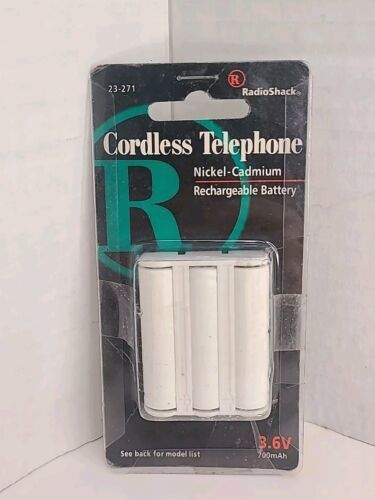 23-271
R
RadioShack®
Cordless Telephone
Nickel-Cadmium
Rechargeable Battery
R
3.6V
700mAh
See back for model list